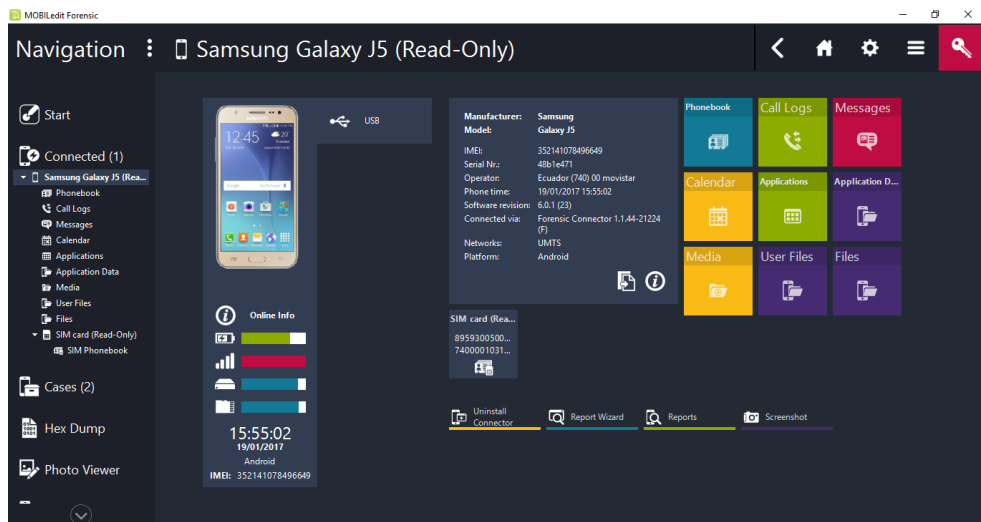 MOBILedit Forensic
Navigation
Samsung Galaxy J5 (Read-Only)
Start
Connected (1)
Samsung Galaxy J5 (Rea...
Phonebook
Call Logs
Messages
Calendar
Applications
Application Data
Media
User Files
Files
SIM card (Read-Only)
SIM Phonebook
Cases (2)
Hex Dump
Photo Viewer
12:45
USB
Online Info
15:55:02
19/01/2017
Android
IMEI: 352141078496649
Manufacturer: Samsung
Model: Galaxy J5
IMEI: 352141078496649
Serial Nr.: 48b1e471
Operator: Ecuador (740) 00 movistar
Phone time: 19/01/2017 15:55:02
Software revision: 6.0.1 (23)
Connected via: Forensic Connector 1.1.44-21224
(F)
Networks: UMTS
Platform: Android
SIM card (Rea...
8959300500...
7400001031...
Phonebook
Call Logs
Messages
Calendar
Applications
Application D...
Media
User Files
Files
Uninstall
Connector
Report Wizard
Reports
Screenshot